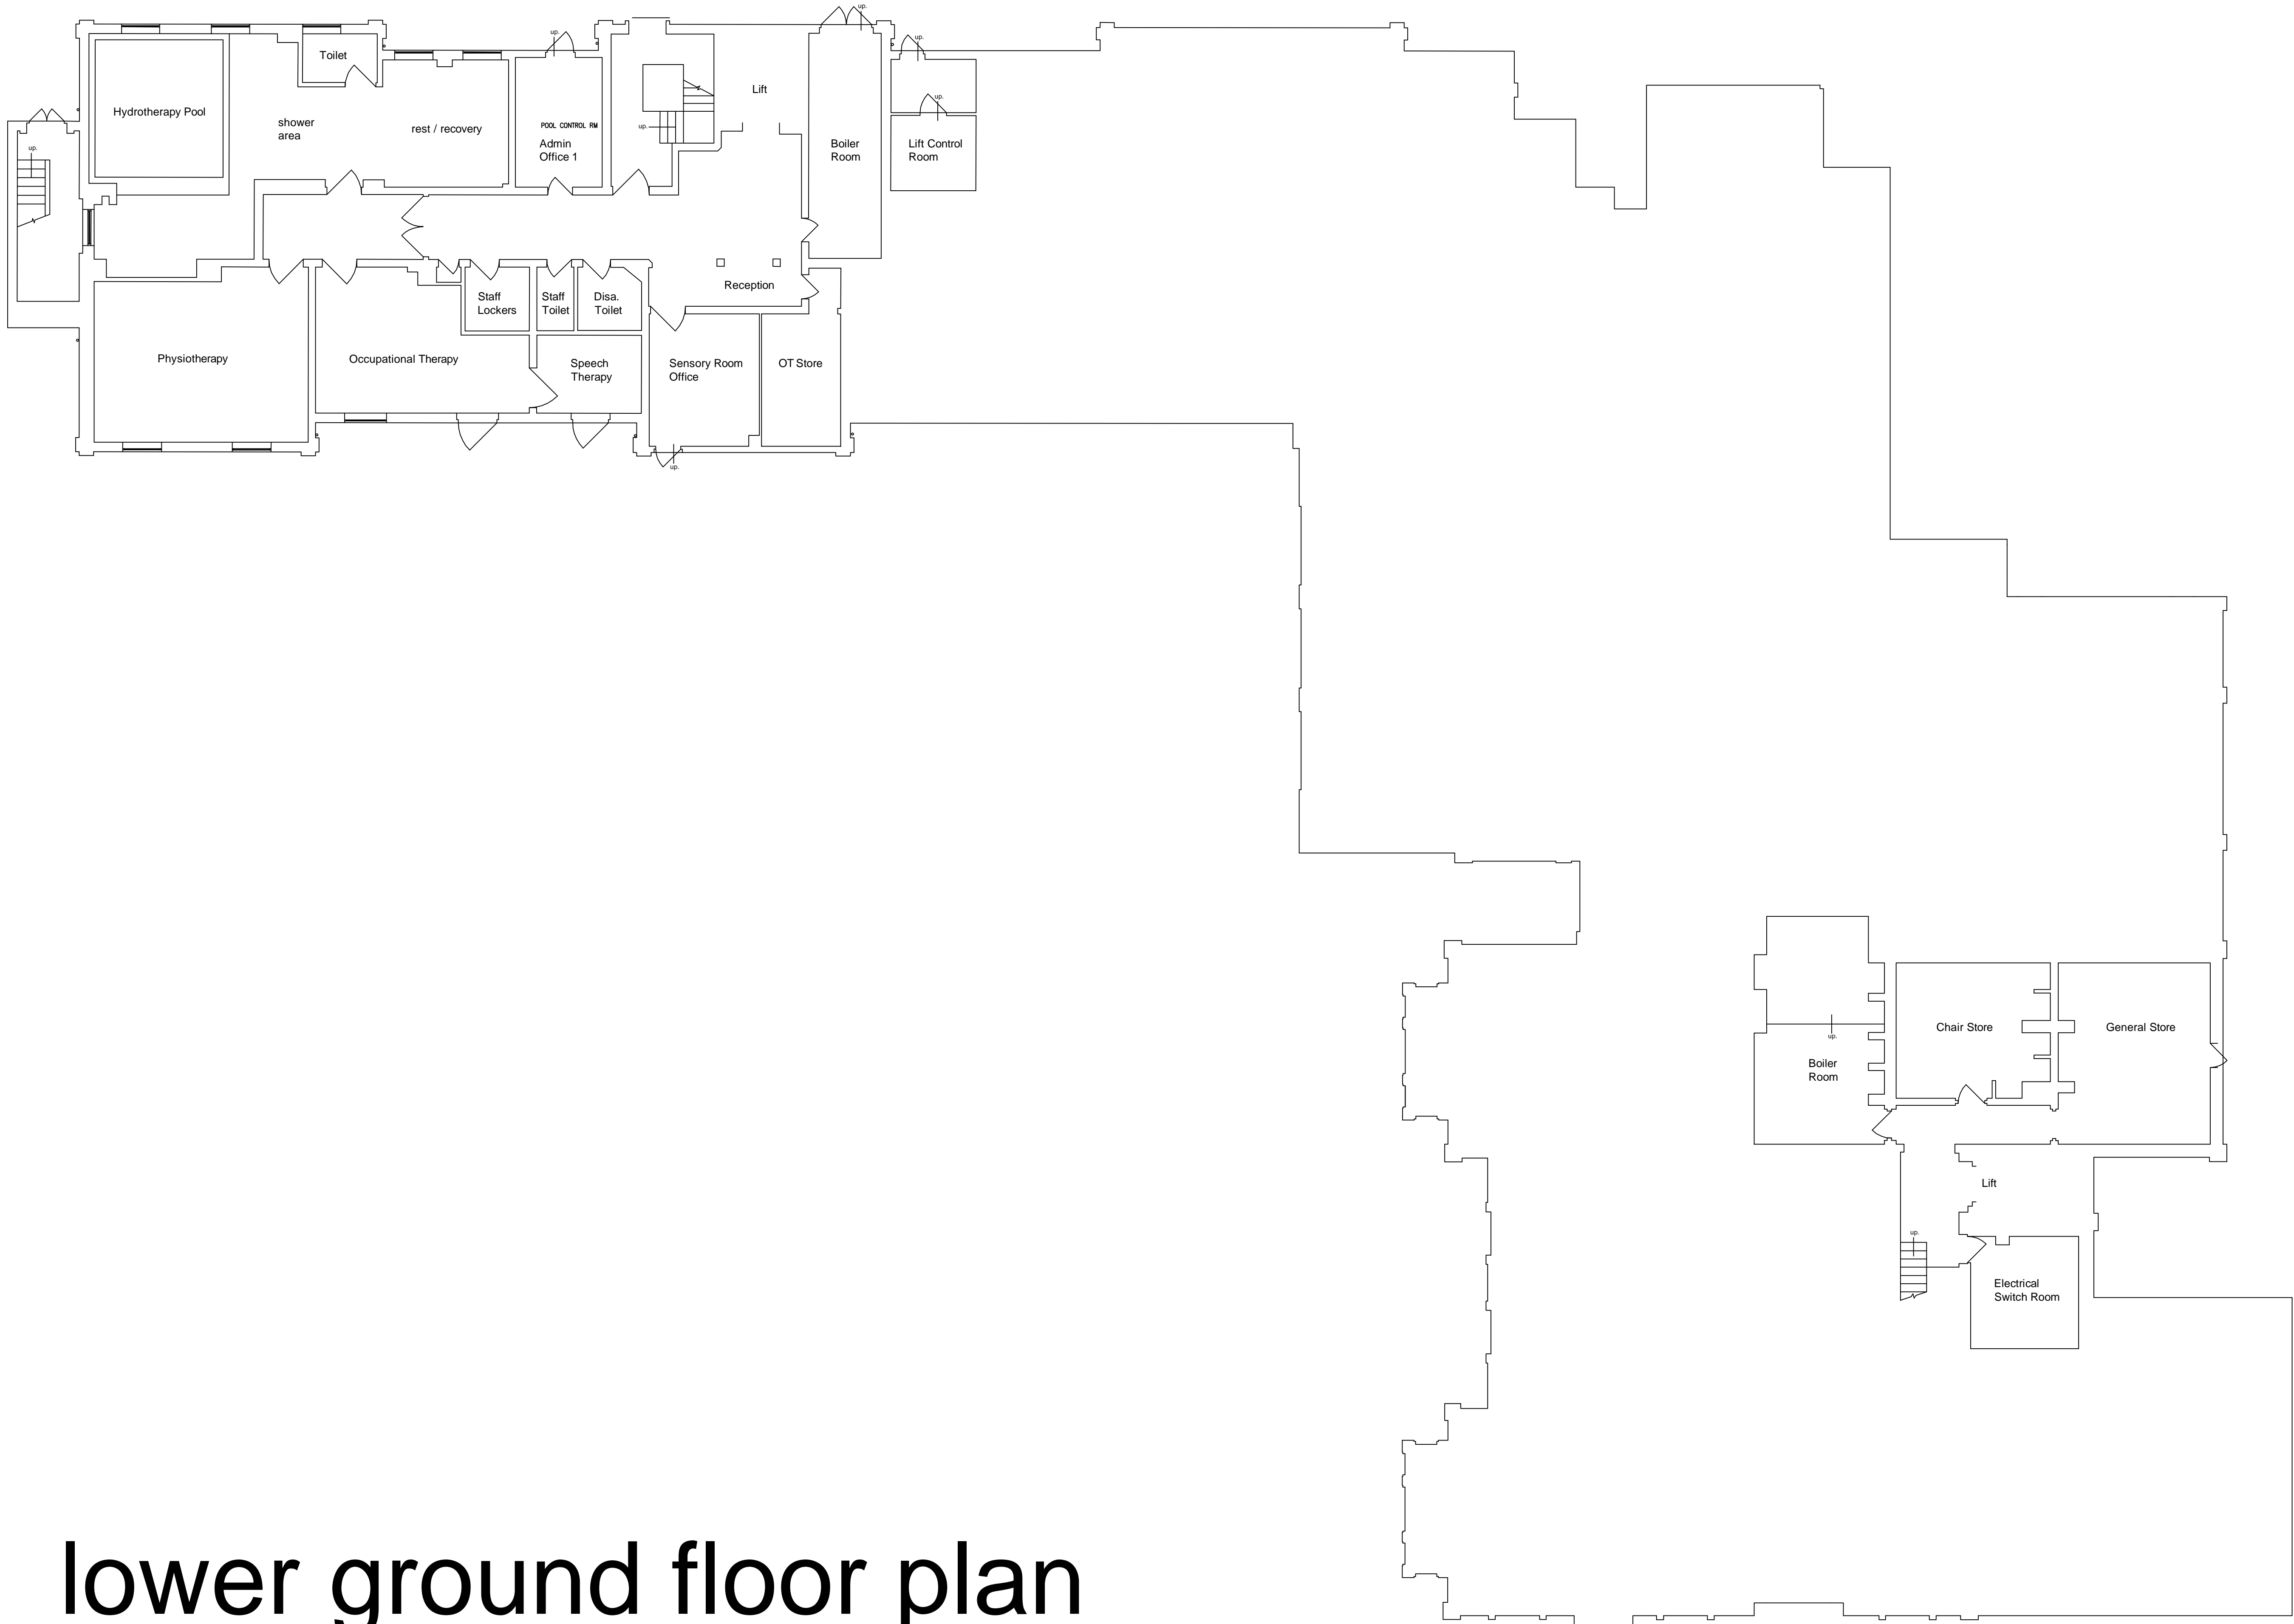 up.
up.
up.
Toilet
Lift
Hydrotherapy Pool
shower
area
rest / recovery
POOL CONTROL RM
Admin
Office 1
up.
Boiler
Room
up.
Lift Control
Room
up.
Reception
Staff
Lockers
Staff
Toilet
Disa.
Toilet
Physiotherapy
Occupational Therapy
Speech
Therapy
Sensory Room
Office
OT Store
up.
Chair Store
General Store
up.
Boiler
Room
Lift
up.
Electrical
Switch Room
lower ground floor plan